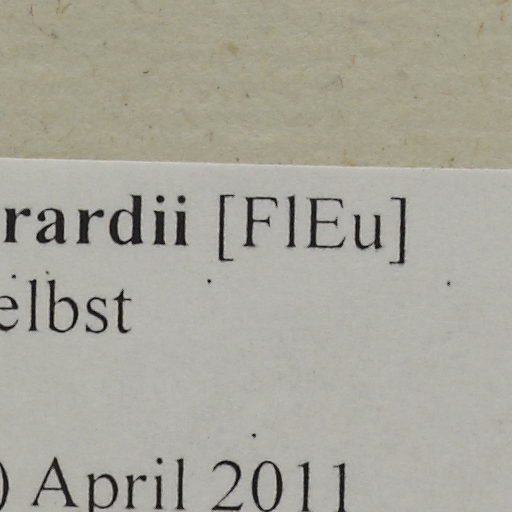 rardii [FlEu]
elbst
) April 2011